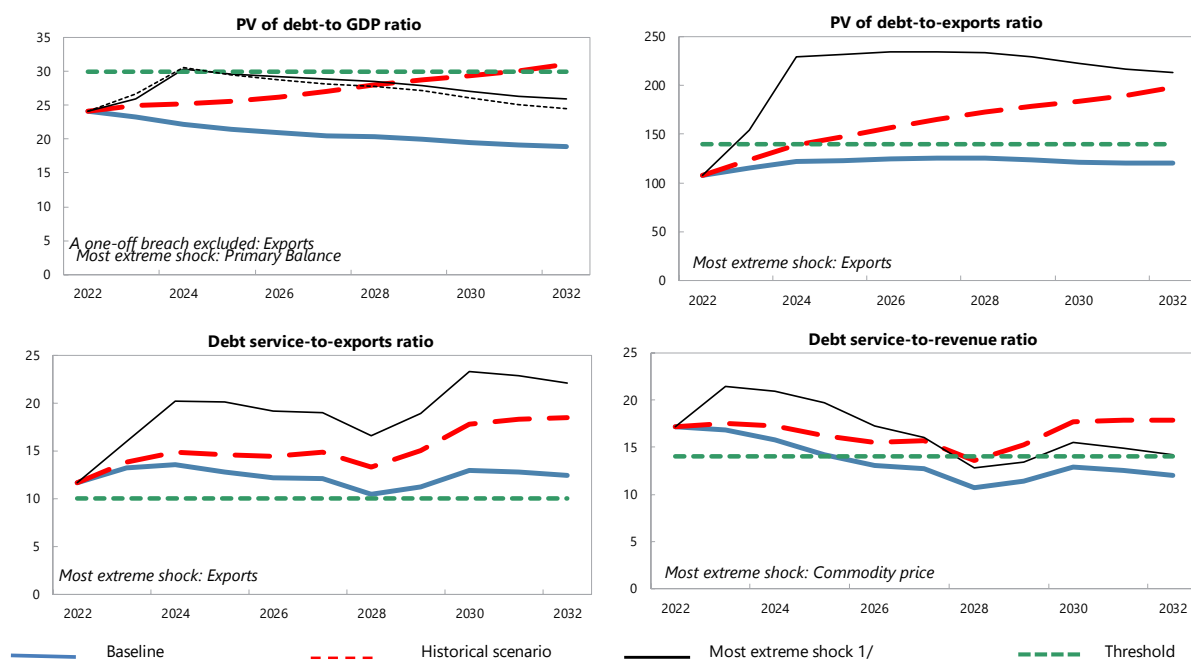 PV of debt-to GDP ratio
35
30
25
20
15
10
5
0
A one-off breach excluded: Exports
Most extreme shock: Primary Balance
2022 2024 2026 2028 2030 2032
PV of debt-to-exports ratio
250
200
150
100
50
0
Most extreme shock: Exports
2022 2024 2026 2028 2030 2032
Debt service-to-exports ratio
25
20
15
10
5
0
Most extreme shock: Exports
2022 2024 2026 2028 2030 2032
Debt service-to-revenue ratio
25
20
15
10
5
0
Most extreme shock: Commodity price
2022 2024 2026 2028 2030 2032
Baseline Historical scenario Most extreme shock 1/ Threshold